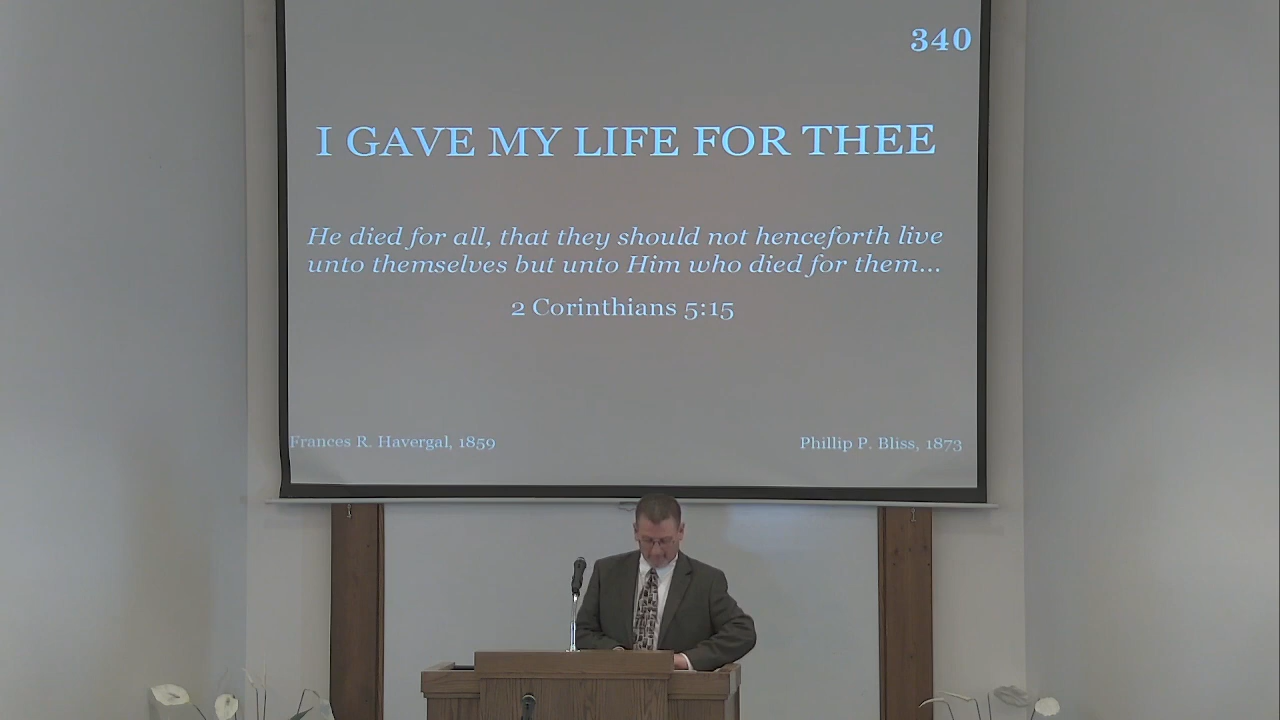 340
I GAVE MY LIFE FOR THEE
He died for all, that they should not henceforth live
unto themselves but unto Him who died for them...
2 Corinthians 5:15
Frances R. Havergal, 1859
Phillip P. Bliss, 1873